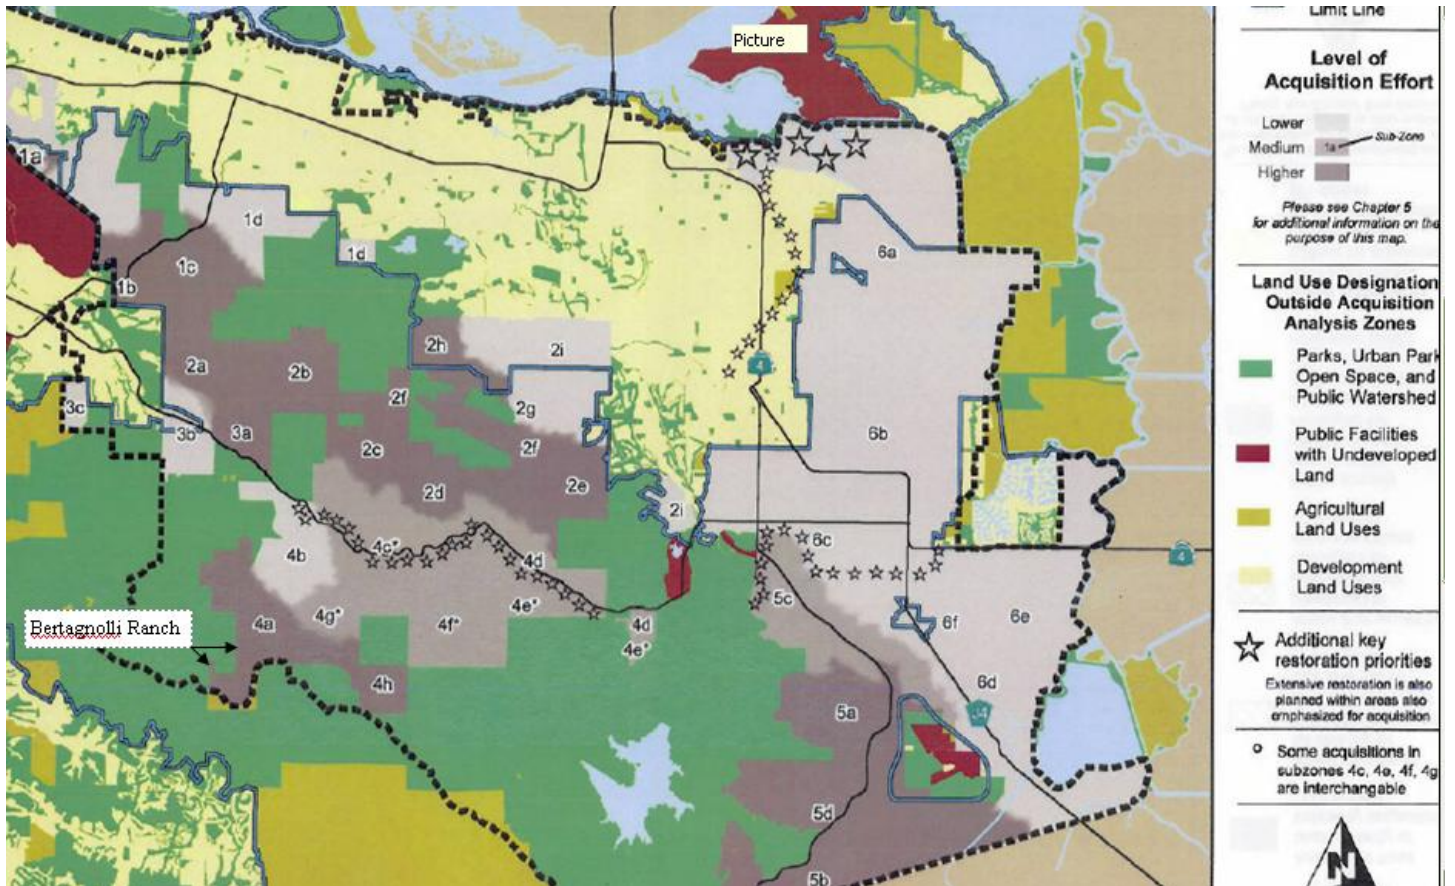 Picture
1a
1d
1d
1c
1b
6a
2h
2i
2a
2b
2f
3c
2g
3b
3a
2c
2f
6b
2d
2e
2i
4
4b
4c*
4d
6c
4
4g*
4e*
5c
4a
4f*
4d
4e*
6f
6e
Bertagnolli Ranch
4h
6d
5a
5d
5b
Limit Line
Level of
Acquisition Effort
Lower
Medium 1a Sub-Zone
Higher
Please see Chapter 5
for additional information on the
purpose of this map.
Land Use Designation
Outside Acquisition
Analysis Zones
Parks, Urban Park
Open Space, and
Public Watershed
Public Facilities
with Undeveloped
Land
Agricultural
Land Uses
Development
Land Uses
Additional key
restoration priorities
Extensive restoration is also
planned within areas also
emphasized for acquisition
Some acquisitions in
subzones 4c, 4e, 4f, 4g
are interchangable
N